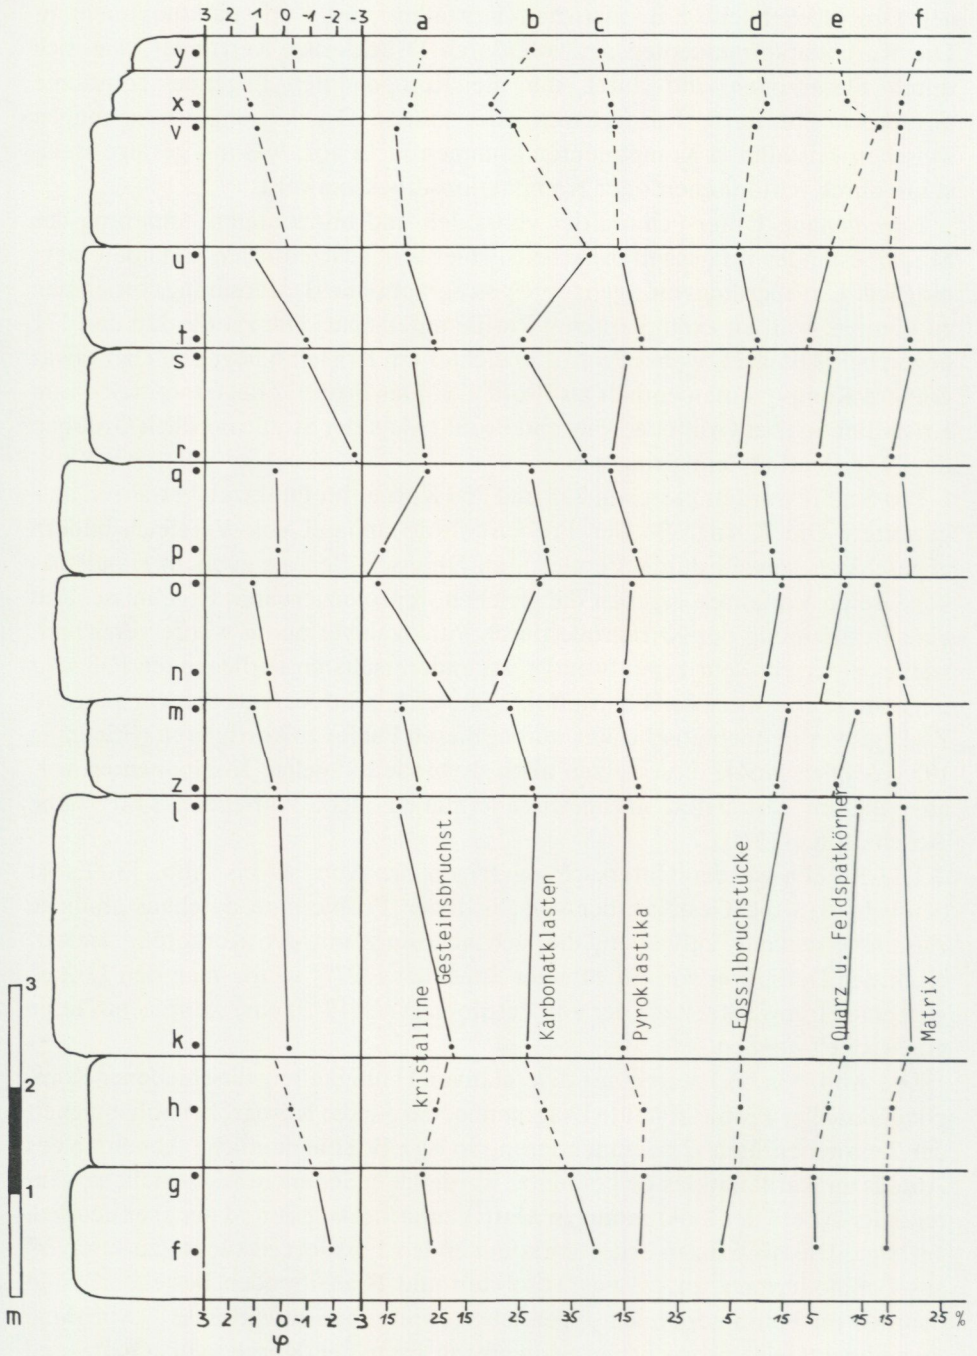 3 2 1 0 -1 -2 -3 a b c d e f
y
x
v
u
t
s
r
q
p
o
n
m
z
l
k
h
g
f
kristalline
Gesteinsbruchst.
Karbonatklasten
Pyroklastika
Fossilbruchstücke
Quarz u. Feldspatkörner
Matrix
3
2
1
m
3 2 1 0 -1 -2 -3 15 25 15 25 35 15 25 5 15 5 15 15 25 %
φ